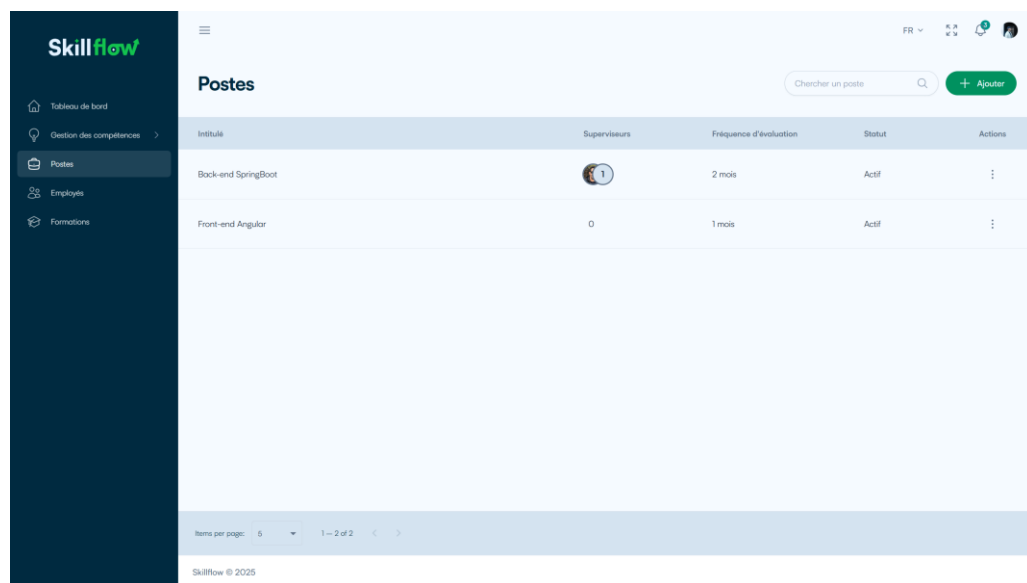 Skillflow
FR
3
Postes
Chercher un poste
Ajouter
Tableau de bord
Gestion des compétences
Postes
Employés
Formations
Intitulé Superviseurs Fréquence d'évaluation Statut Actions
Back-end SpringBoot 1 2 mois Actif
Front-end Angular 0 1 mois Actif
Items per page: 5 1 – 2 of 2
Skillflow © 2025